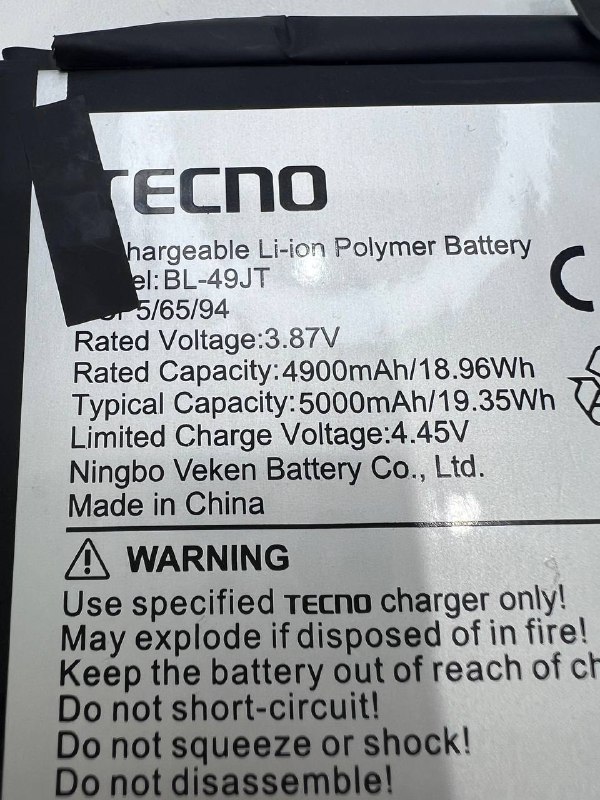 TECNO
hargeable Li-ion Polymer Battery
el:BL-49JT
5/65/94
Rated Voltage:3.87V
Rated Capacity:4900mAh/18.96Wh
Typical Capacity:5000mAh/19.35Wh
Limited Charge Voltage:4.45V
Ningbo Veken Battery Co., Ltd.
Made in China
WARNING
Use specified TECNO charger only!
May explode if disposed of in fire!
Keep the battery out of reach of ch
Do not short-circuit!
Do not squeeze or shock!
Do not disassemble!